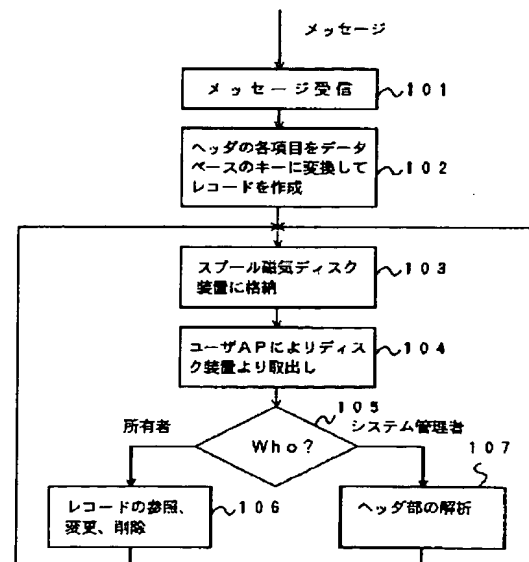 メッセージ
メッセージ受信
101
ヘッダの各項目をデータ
ベースのキーに変換して
レコードを作成
102
スプール磁気ディスク
装置に格納
103
ユーザAPによりディス
ク装置より取出し
104
105
所有者
システム管理者
Who?
107
レコードの参照、
変更、削除
106
ヘッダ部の解析